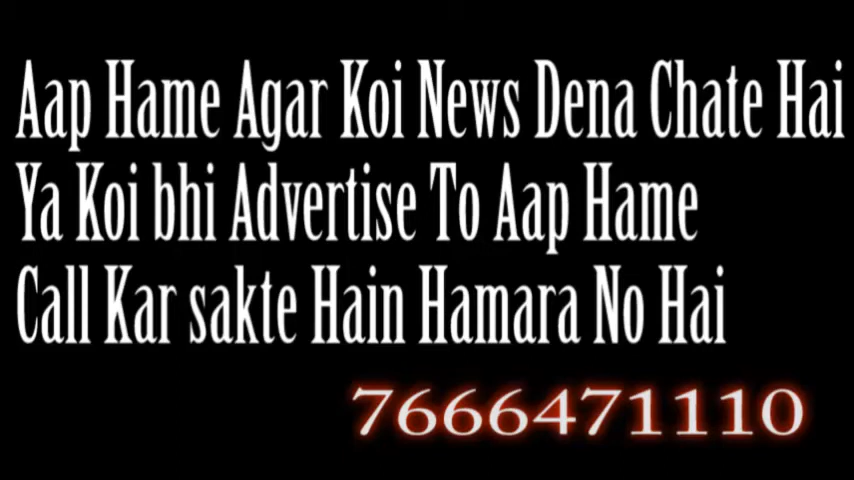 Aap Hame Agar Koi News Dena Chate Hai
Ya Koi bhi Advertise To Aap Hame
Call Kar sakte Hain Hamara No Hai
7666471110